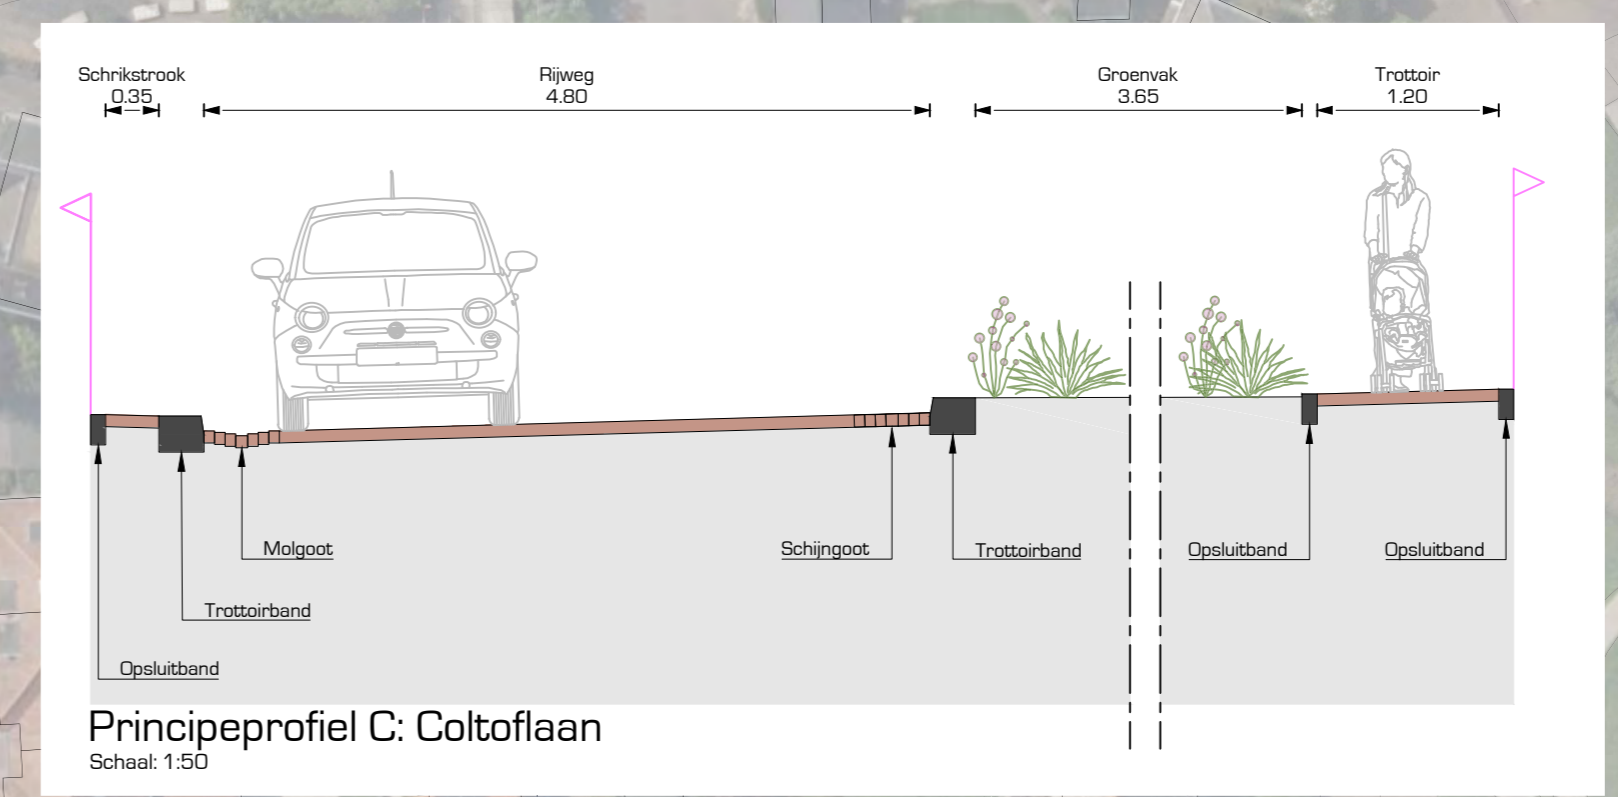 Schrikstrook
0.35
Rijweg
4.80
Groenvak
3.65
Trottoir
1.20
Molgoot
Schijngoot
Trottoirband
Opsluitband
Opsluitband
Trottoirband
Opsluitband
Principeprofiel C: Coltoflaan
Schaal: 1:50